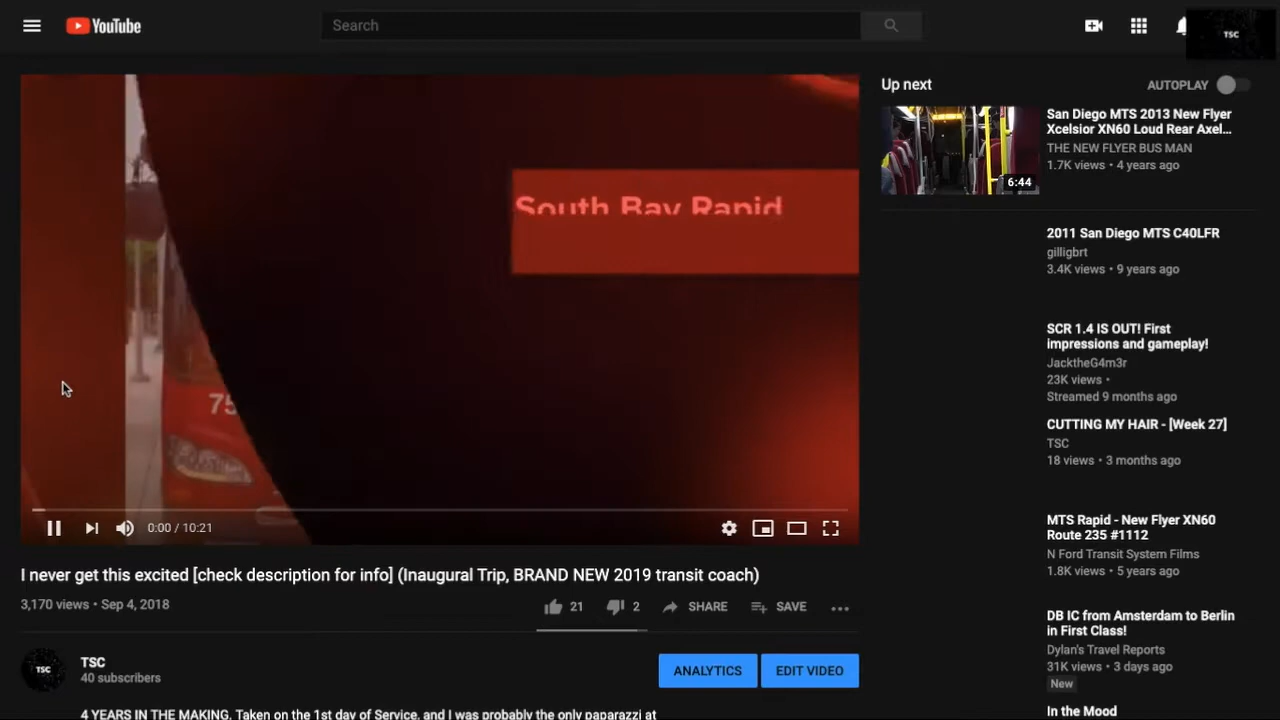 YouTube
Search
TSC
South Bay Rapid
75
0:00 / 10:21
I never get this excited [check description for info] (Inaugural Trip, BRAND NEW 2019 transit coach)
3,170 views • Sep 4, 2018
21
2
SHARE
SAVE
TSC
TSC
40 subscribers
ANALYTICS
EDIT VIDEO
4 YEARS IN THE MAKING. Taken on the 1st day of Service, and I was probably the only paparazzi at
Up next
AUTOPLAY
6:44
San Diego MTS 2013 New Flyer
Xcelsior XN60 Loud Rear Axel...
THE NEW FLYER BUS MAN
1.7K views • 4 years ago
2011 San Diego MTS C40LFR
gilligbrt
3.4K views • 9 years ago
SCR 1.4 IS OUT! First
impressions and gameplay!
JacktheG4m3r
23K views •
Streamed 9 months ago
CUTTING MY HAIR - [Week 27]
TSC
18 views • 3 months ago
MTS Rapid - New Flyer XN60
Route 235 #1112
N Ford Transit System Films
1.8K views • 5 years ago
DB IC from Amsterdam to Berlin
in First Class!
Dylan's Travel Reports
31K views • 3 days ago
New
In the Mood